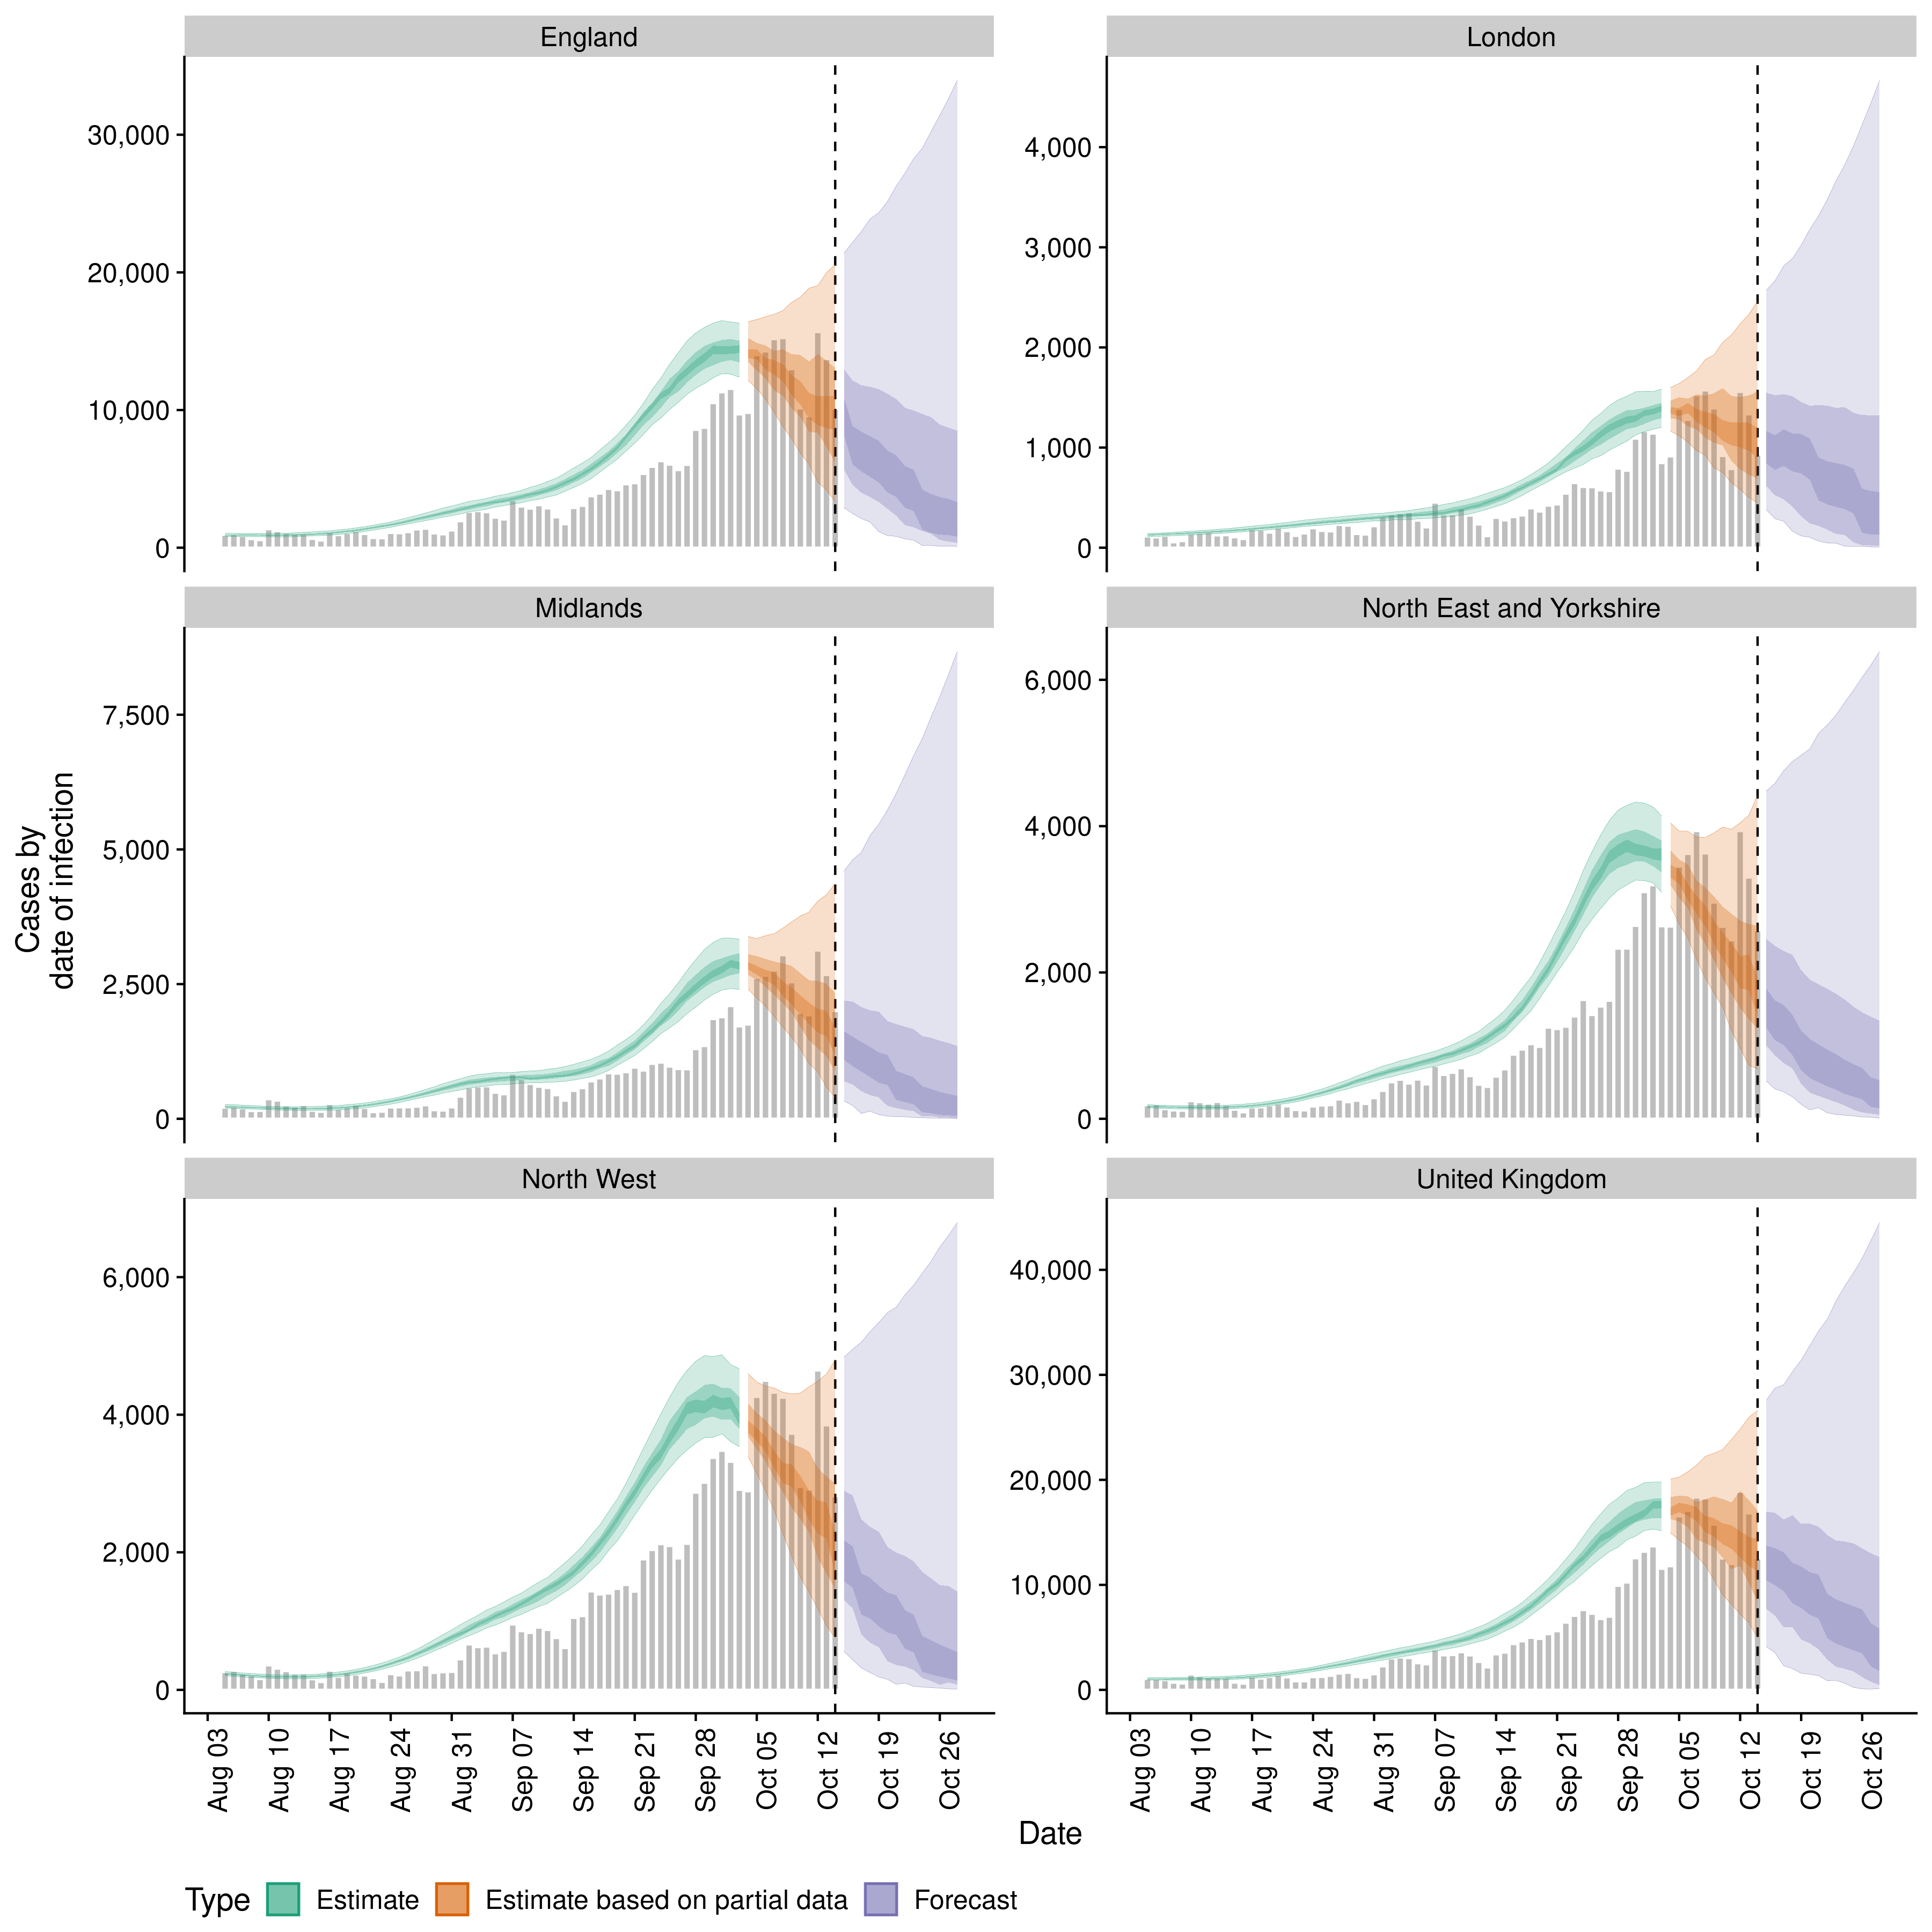 England
London
30,000
20,000
10,000
0
4,000
3,000
2,000
1,000
0
Midlands
North East and Yorkshire
7,500
5,000
2,500
0
6,000
4,000
2,000
0
Cases by
date of infection
North West
United Kingdom
6,000
4,000
2,000
0
40,000
30,000
20,000
10,000
0
Aug 03
Aug 10
Aug 17
Aug 24
Aug 31
Sep 07
Sep 14
Sep 21
Sep 28
Oct 05
Oct 12
Oct 19
Oct 26
Aug 03
Aug 10
Aug 17
Aug 24
Aug 31
Sep 07
Sep 14
Sep 21
Sep 28
Oct 05
Oct 12
Oct 19
Oct 26
Date
Type Estimate Estimate based on partial data Forecast